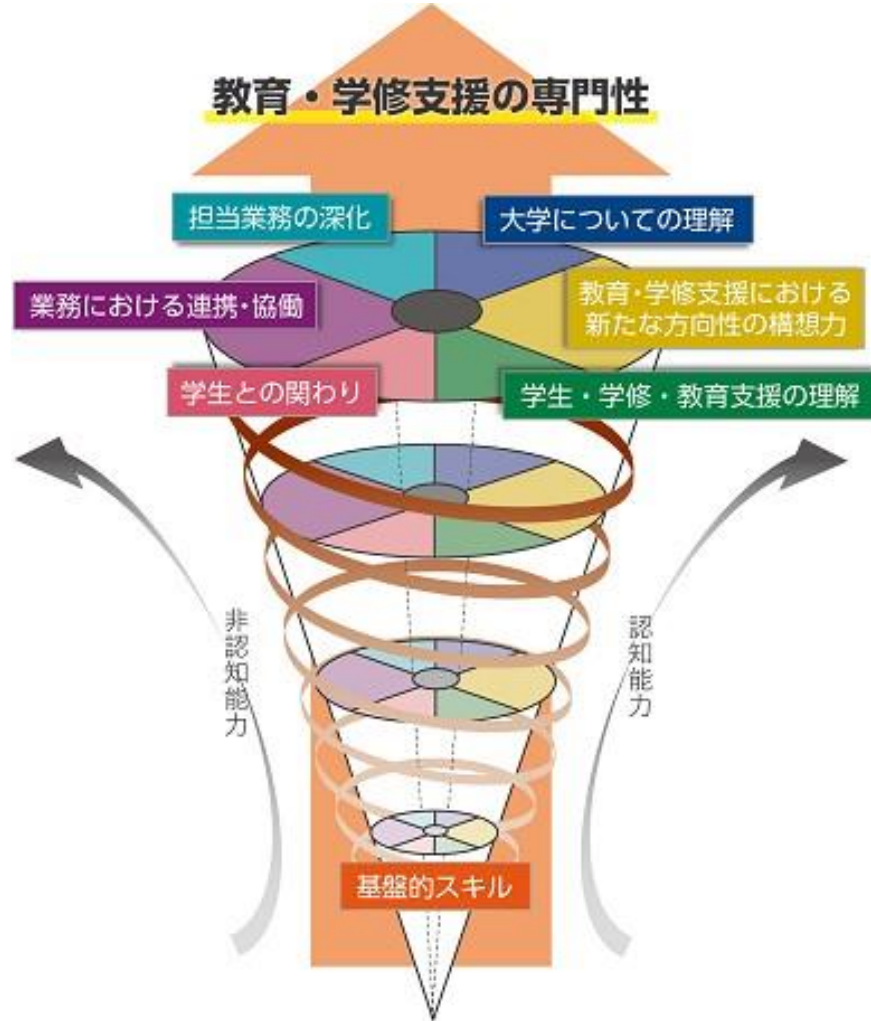 教育・学修支援の専門性
担当業務の深化
大学についての理解
業務における連携・協働
教育・学修支援における
新たな方向性の構想力
学生との関わり
学生・学修・教育支援の理解
非認知能力
認知能力
基盤的スキル